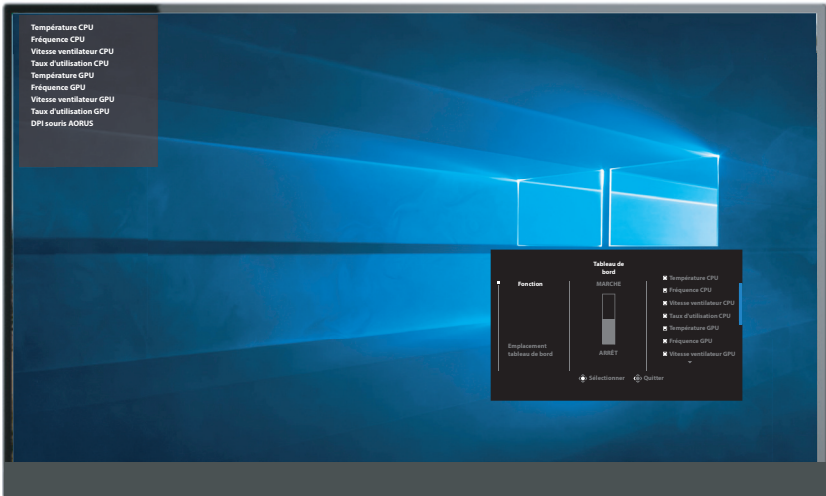 Température CPU
Fréquence CPU
Vitesse ventilateur CPU
Taux d'utilisation CPU
Température GPU
Fréquence GPU
Vitesse ventilateur GPU
Taux d'utilisation GPU
DPI souris AORUS
Tableau de
bord
Fonction
MARCHE
Emplacement
tableau de bord
ARRÊT
Température CPU
Fréquence CPU
Vitesse ventilateur CPU
Taux d'utilisation CPU
Température GPU
Fréquence GPU
Vitesse ventilateur GPU
Sélectionner Quitter